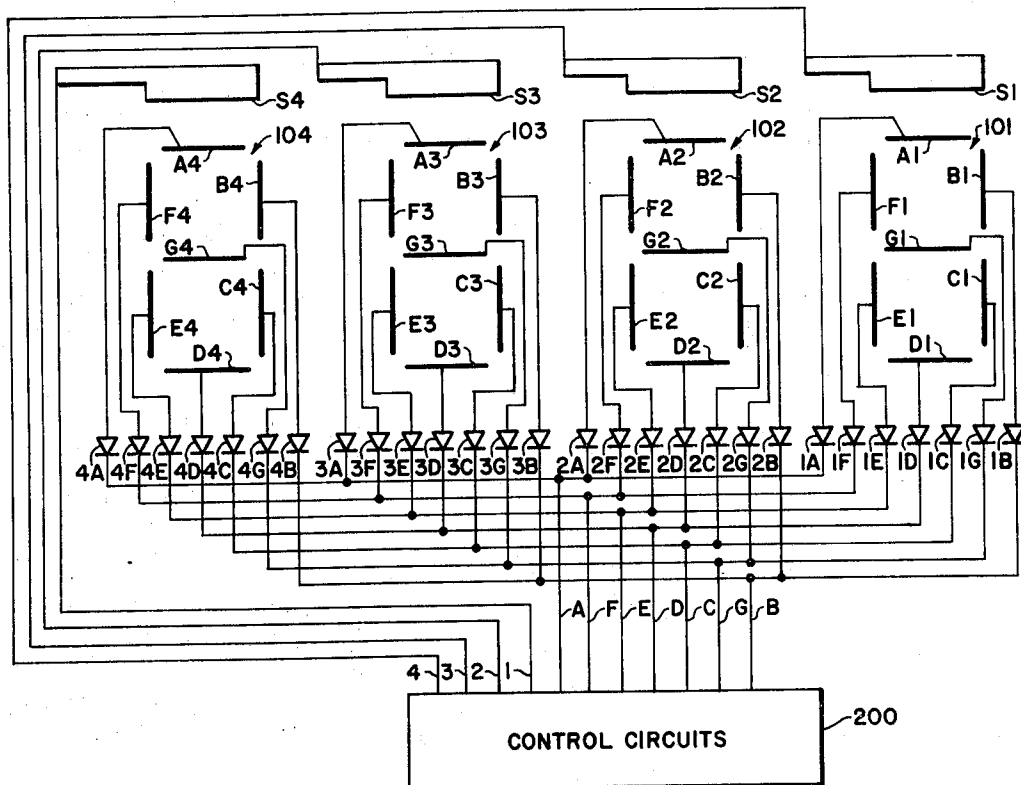 S4 S3 S2 S1
104 103 102 101
A4 A3 A2 A1
B4 B3 B2 B1
F4 F3 F2 F1
G4 G3 G2 G1
C4 C3 C2 C1
E4 E3 E2 E1
D4 D3 D2 D1
4A 4F 4E 4D 4C 4G 4B 3A 3F 3E 3D 3C 3G 3B 2A 2F 2E 2D 2C 2G 2B 1A 1F 1E 1D 1C 1G 1B
A F E D C G B
4 3 2 1
200
CONTROL CIRCUITS